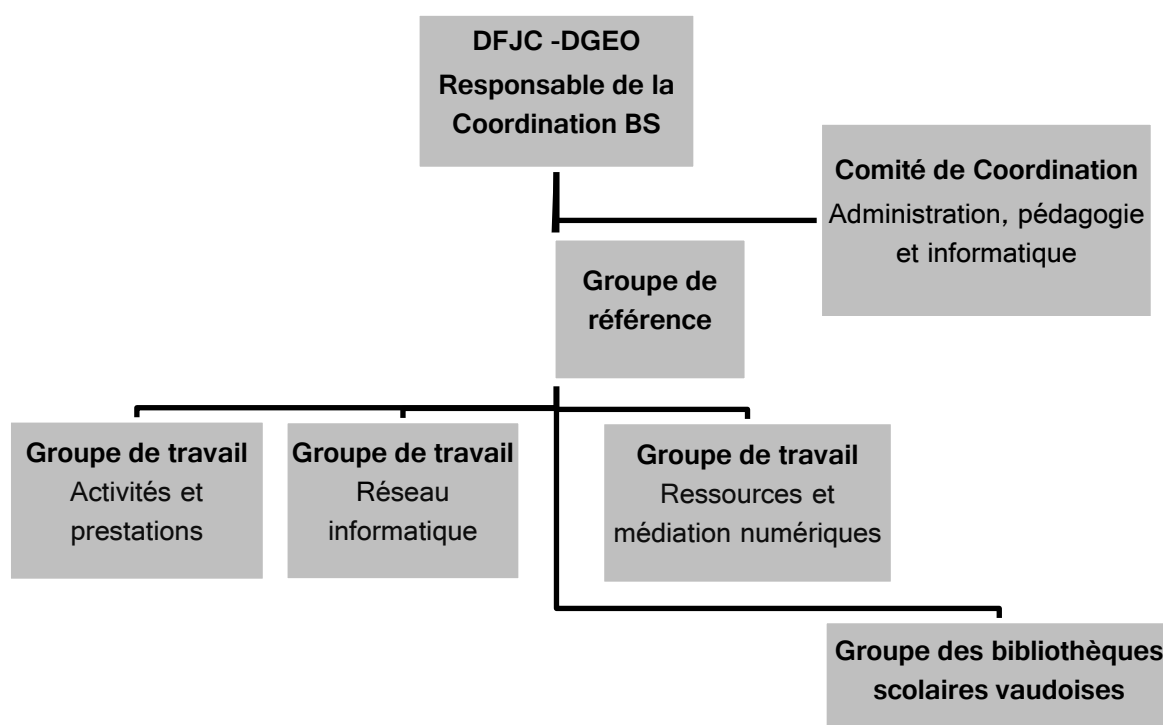 DFJC -DGEO
Responsable de la
Coordination BS
Comité de Coordination
Administration, pédagogie
et informatique
Groupe de
référence
Groupe de travail
Activités et
prestations
Groupe de travail
Réseau
informatique
Groupe de travail
Ressources et
médiation numériques
Groupe des bibliothèques
scolaires vaudoises